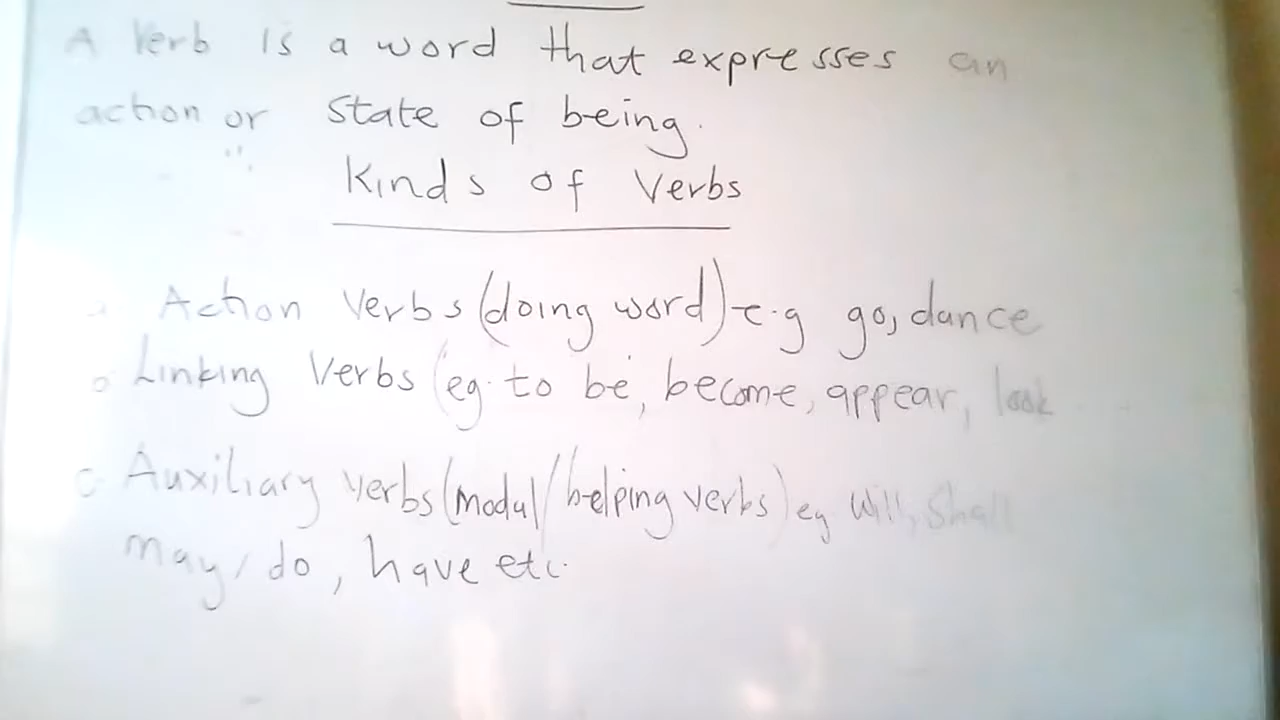 A verb is a word that expresses an
action or state of being.
Kinds of Verbs
Action Verbs (doing word) e.g go, dance
Linking Verbs (eg. to be, become, appear, look
Auxiliary verbs (modal/helping verbs) eg will, shall
may, do, have etc.